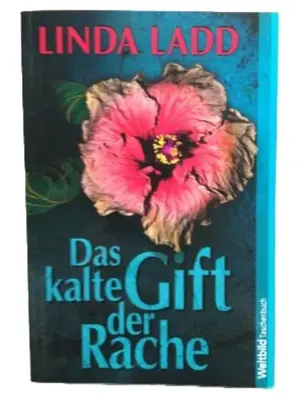 LINDA LADD
Das
kalte Gift
der
Rache
Weltbild Taschenbuch